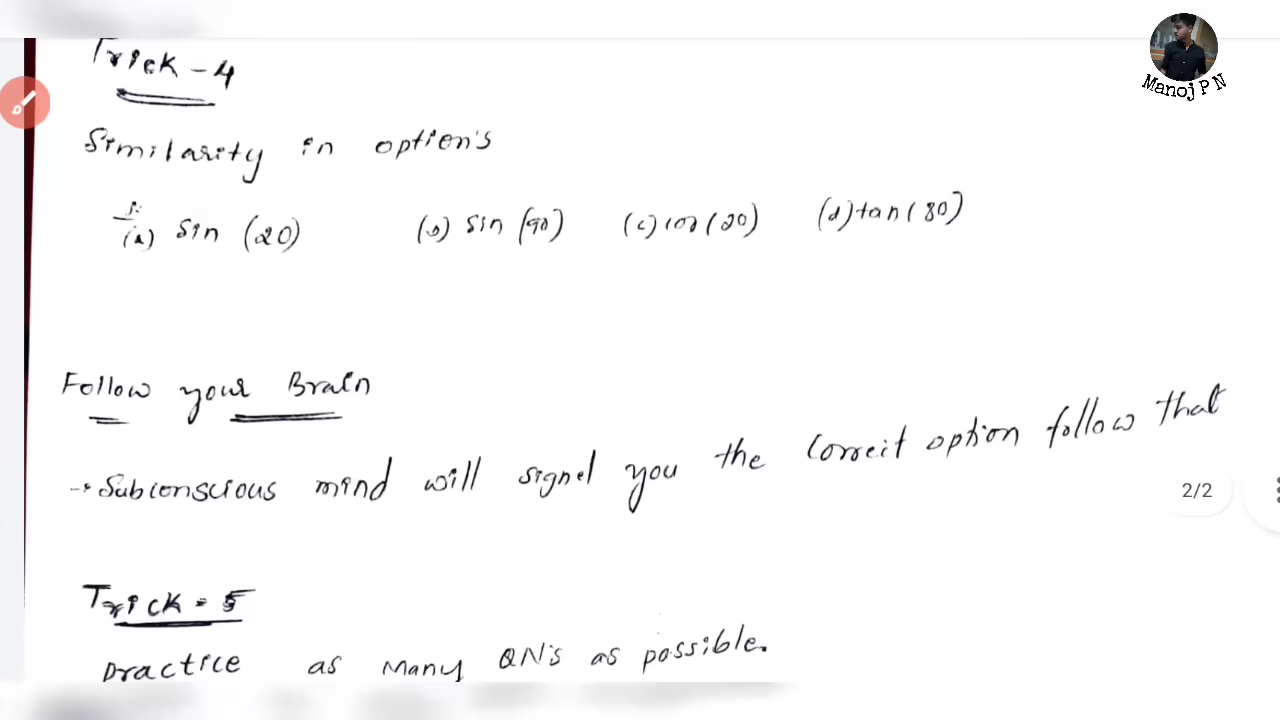 Trick - 4
Similarity in option's
(a) sin (20) (b) sin (90) (c) cos (20) (d) tan (80)
Follow your Brain
→ Subconscious mind will signel you the correct option follow that
Trick - 5
Practice as many QN's as possible.
2/2
Manoj P N